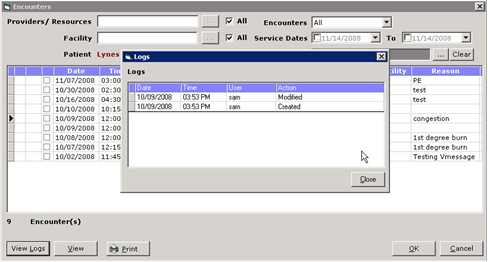 Encounters
Providers/ Resources ... All Encounters All
Facility ... All Service Dates 11/14/2008 To 11/14/2008
Patient Lynes ... Clear
Date Tim cility Reason
11/07/2008 03:00 PE
10/30/2008 02:30 test
10/16/2008 04:30 test
10/10/2008 10:15
10/09/2008 12:00 congestion
10/09/2008 12:00
10/08/2008 12:00 1st degree burn
10/07/2008 12:15 1st degree burn
10/02/2008 11:45 Testing Vmessage
Logs
Logs
Date Time User Action
10/09/2008 03:53 PM sam Modified
10/09/2008 03:53 PM sam Created
Close
9 Encounter(s)
View Logs View Print OK Cancel